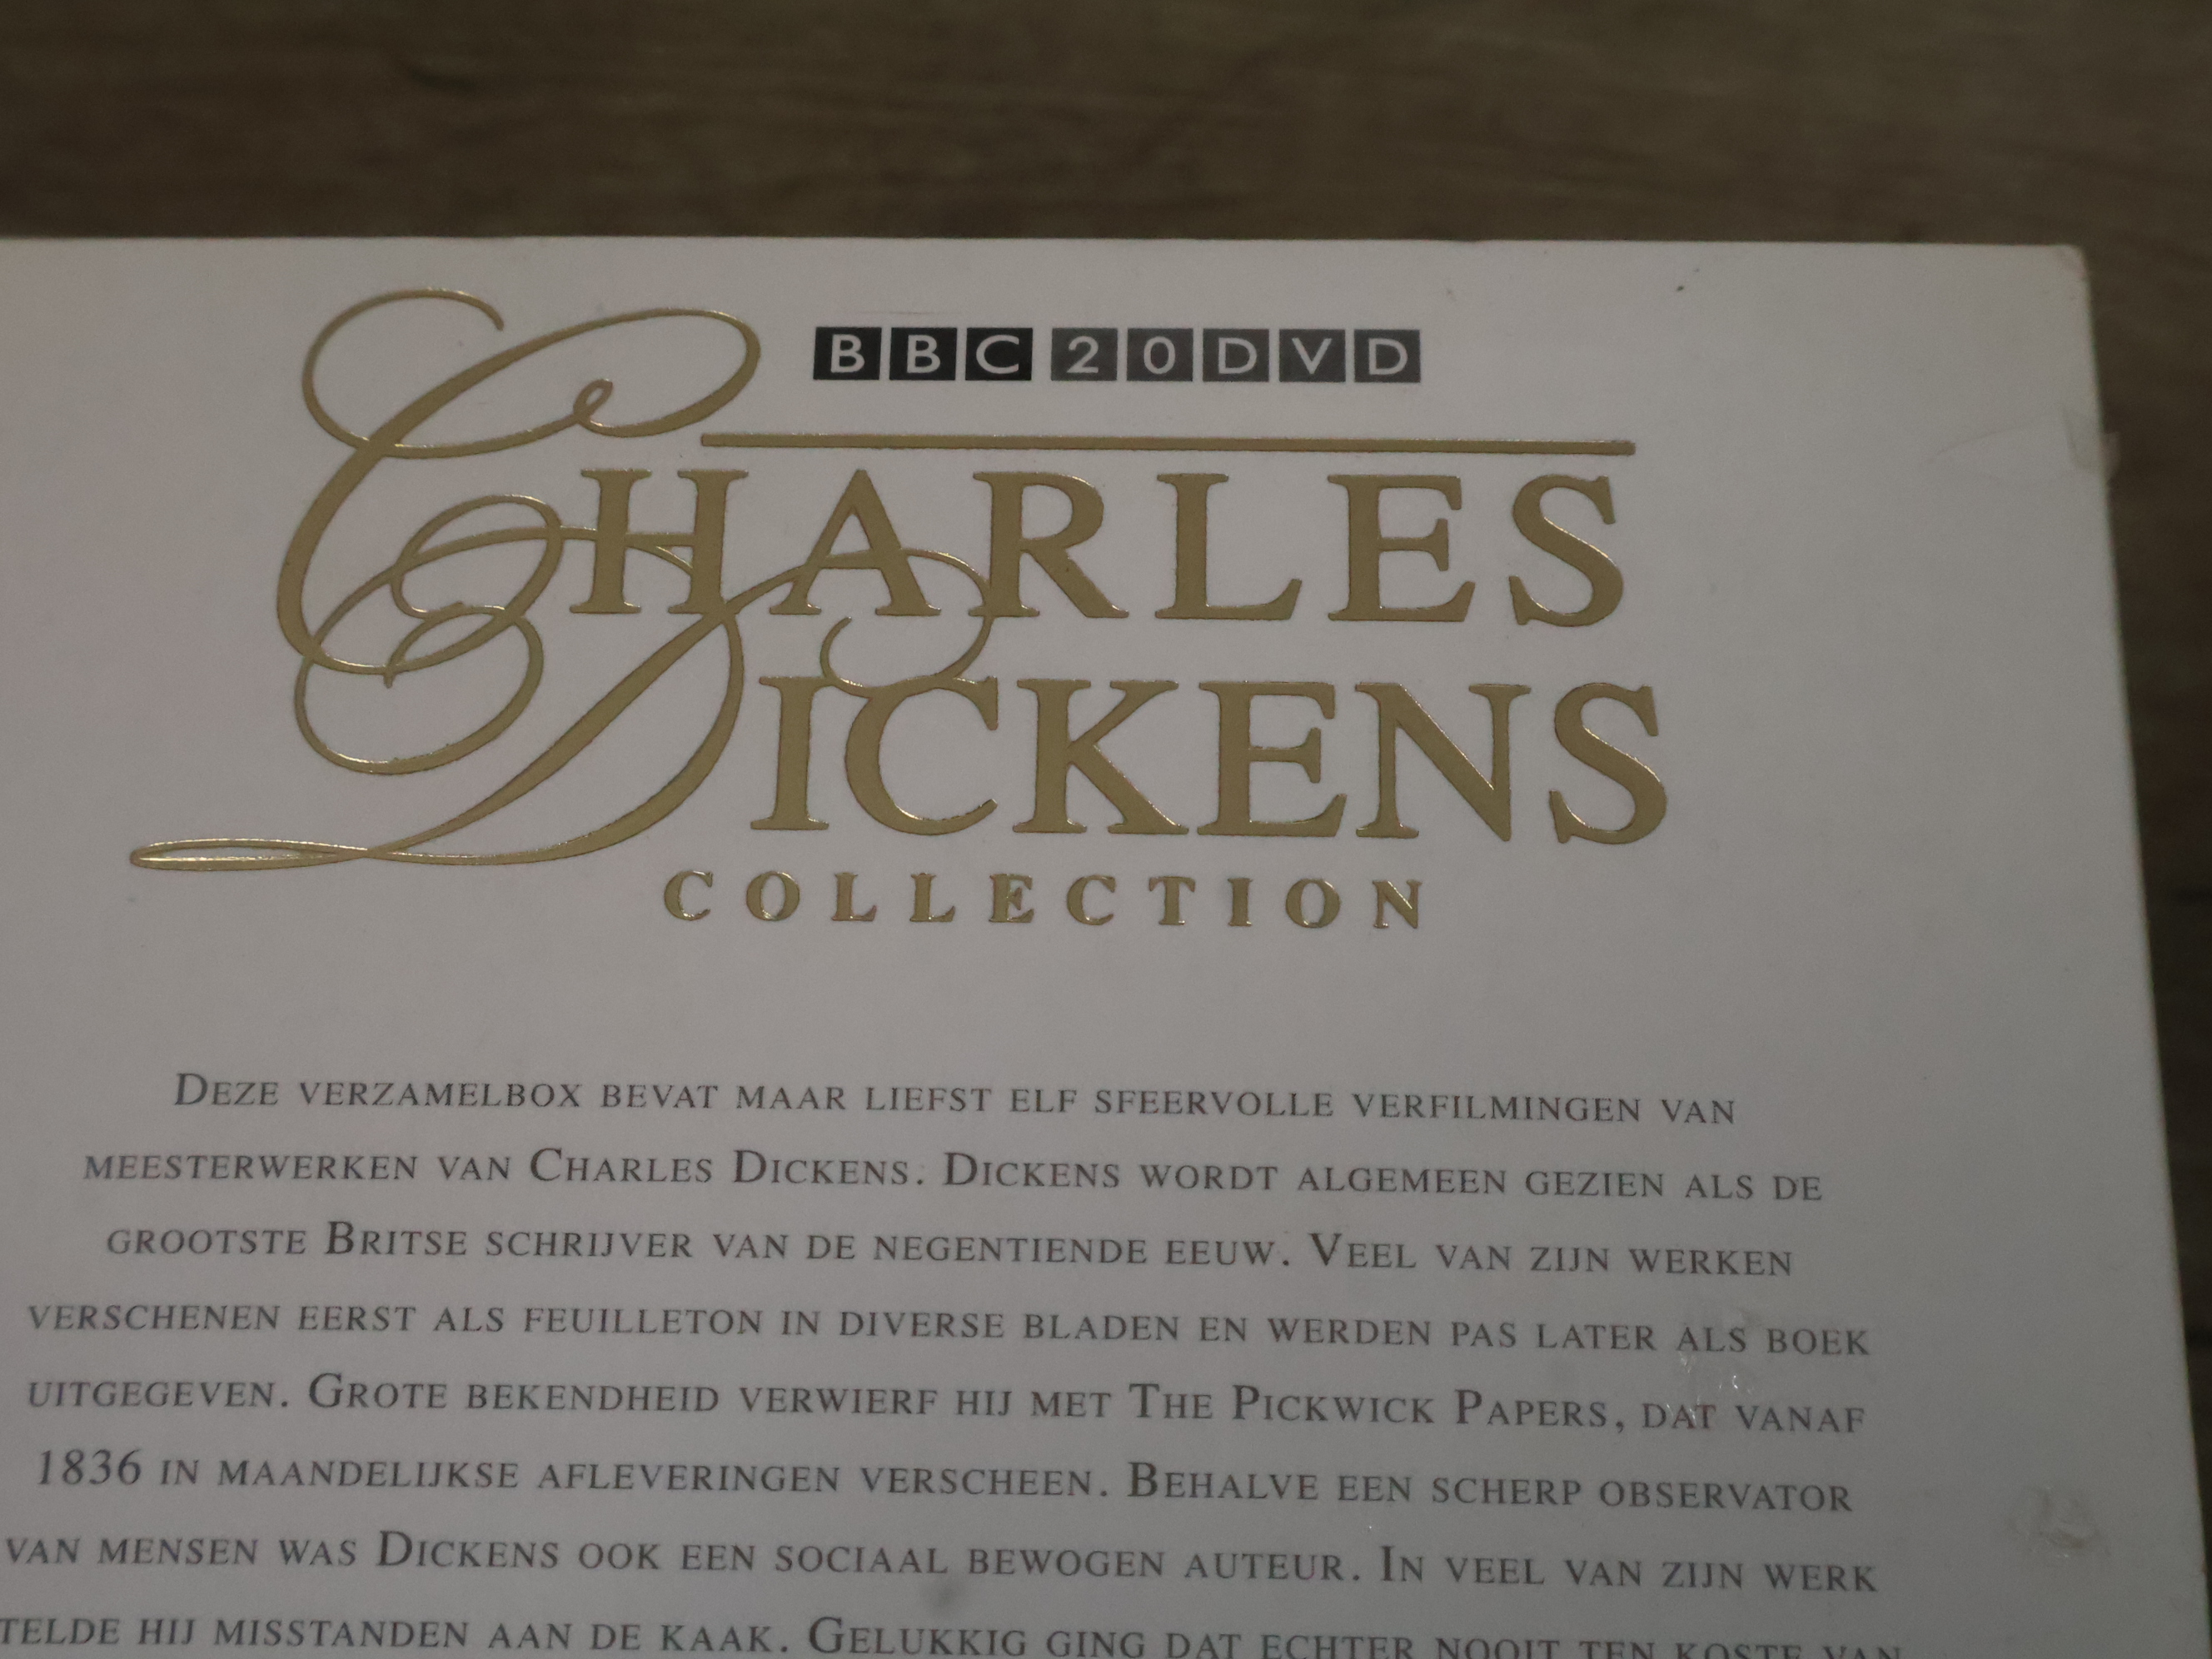 BBC 20DVD
CHARLES
DICKENS
COLLECTION
DEZE VERZAMELBOX BEVAT MAAR LIEFST ELF SFEERVOLLE VERFILMINGEN VAN
MEESTERWERKEN VAN CHARLES DICKENS. DICKENS WORDT ALGEMEEN GEZIEN ALS DE
GROOTSTE BRITSE SCHRIJVER VAN DE NEGENTIENDE EEUW. VEEL VAN ZIJN WERKEN
VERSCHENEN EERST ALS FEUILLETON IN DIVERSE BLADEN EN WERDEN PAS LATER ALS BOEK
UITGEGEVEN. GROTE BEKENDHEID VERWIERF HIJ MET THE PICKWICK PAPERS, DAT VANAF
1836 IN MAANDELIJKSE AFLEVERINGEN VERSCHEEN. BEHALVE EEN SCHERP OBSERVATOR
VAN MENSEN WAS DICKENS OOK EEN SOCIAAL BEWOGEN AUTEUR. IN VEEL VAN ZIJN WERK
TELDE HIJ MISSTANDEN AAN DE KAAK. GELUKKIG GING DAT ECHTER NOOIT TEN KOSTE VAN